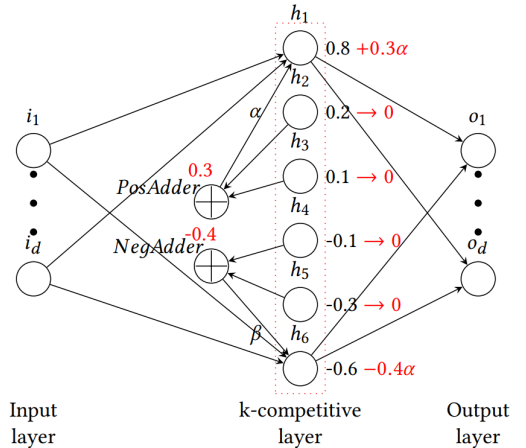 h₁
0.8 +0.3α
h₂
i₁
α
0.2 → 0
o₁
h₃
0.3
PosAdder
0.1 → 0
h₄
-0.4
i_d
NegAdder
-0.1 → 0
o_d
h₅
-0.3 → 0
β
h₆
-0.6 −0.4α
Input
layer
k-competitive
layer
Output
layer